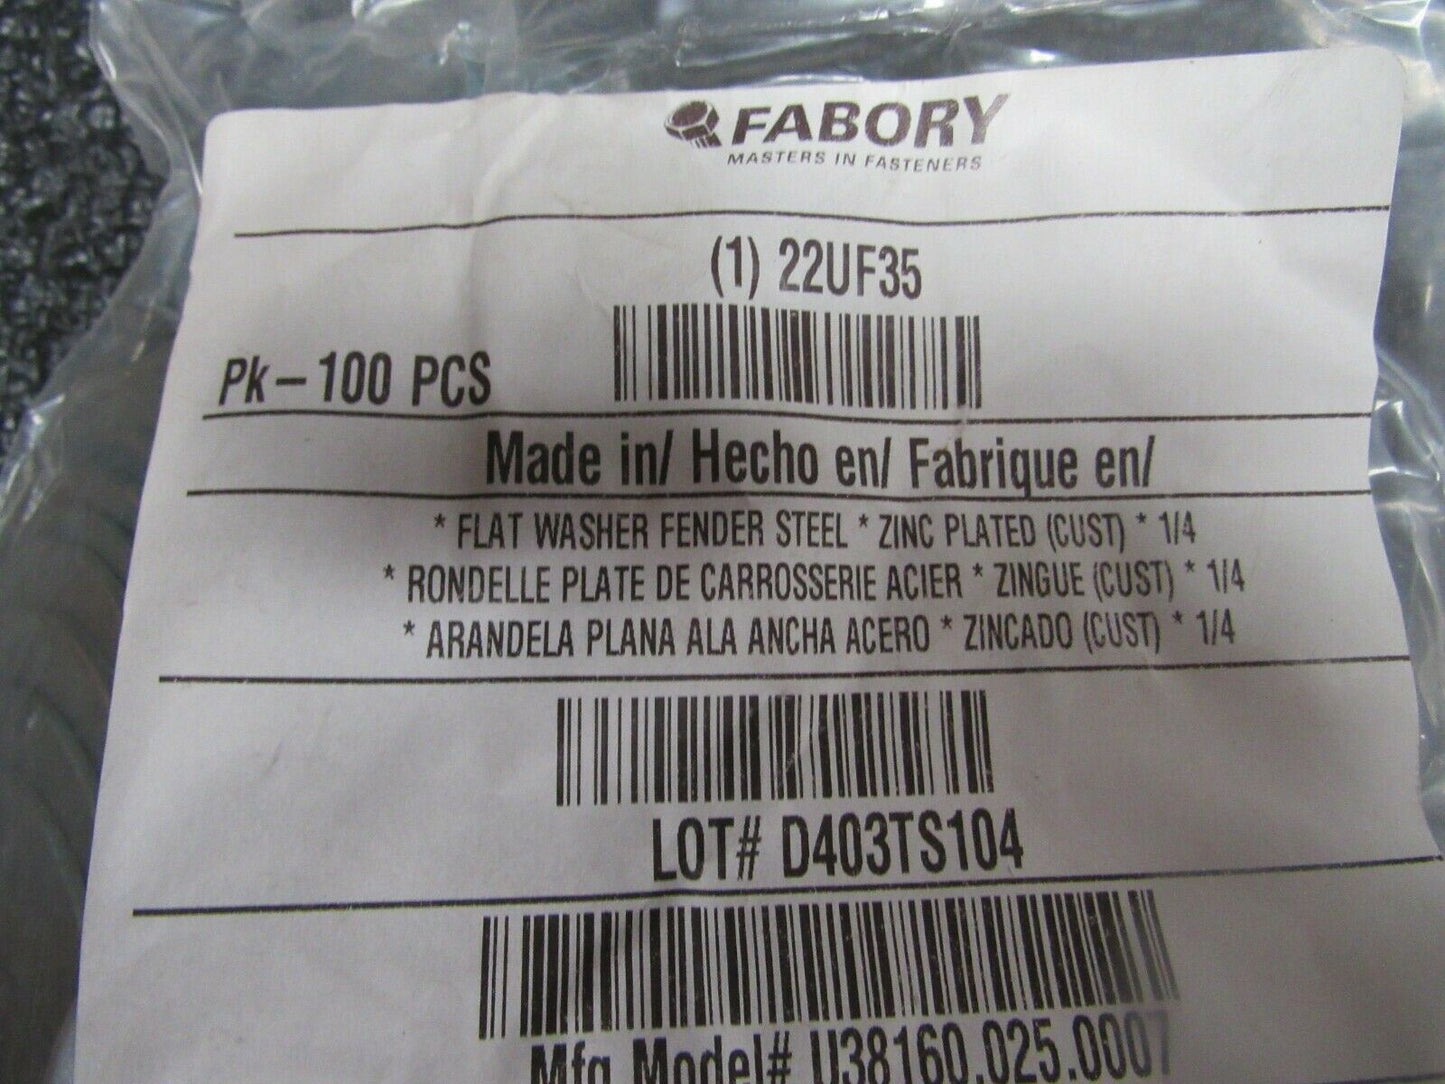 FABORY
MASTERS IN FASTENERS
(1) 22UF35
Pk-100 PCS
Made in/ Hecho en/ Fabrique en/
* FLAT WASHER FENDER STEEL * ZINC PLATED (CUST) * 1/4
* RONDELLE PLATE DE CARROSSERIE ACIER * ZINGUE (CUST) * 1/4
* ARANDELA PLANA ALA ANCHA ACERO * ZINCADO (CUST) * 1/4
LOT# D403TS104
Mfg Model# U38160.025.0007